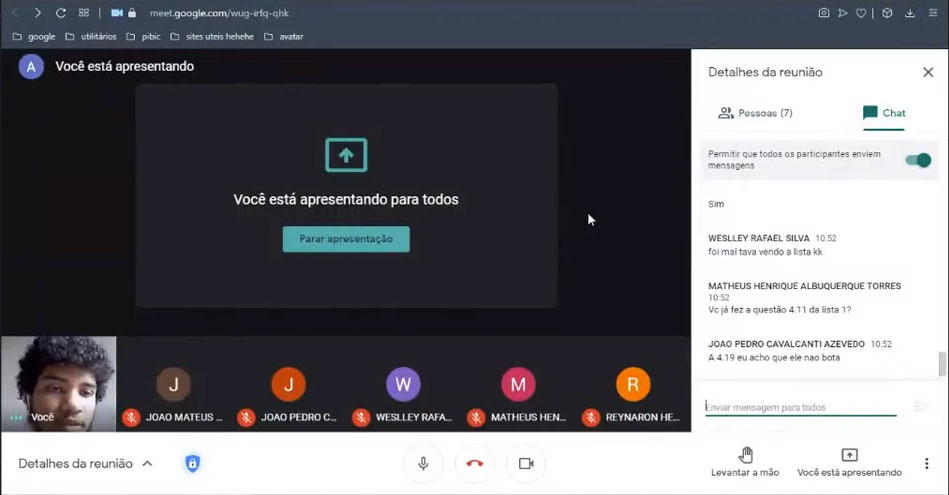 meet.google.com/wug-irfq-qhk
google
utilitários
pibic
sites uteis hehehe
avatar
A
Você está apresentando
Você está apresentando para todos
Parar apresentação
Você
J
JOAO MATEUS ...
J
JOAO PEDRO C...
W
WESLLEY RAFA...
M
MATHEUS HEN...
R
REYNARON HE...
Detalhes da reunião
Pessoas (7)
Chat
Permitir que todos os participantes enviem
mensagens
Sim
WESLLEY RAFAEL SILVA 10:52
foi mal tava vendo a lista kk
MATHEUS HENRIQUE ALBUQUERQUE TORRES
10:52
Vc já fez a questão 4.11 da lista 1?
JOAO PEDRO CAVALCANTI AZEVEDO 10:52
A 4.19 eu acho que ele nao bota
Enviar mensagem para todos
Detalhes da reunião
Levantar a mão
Você está apresentando